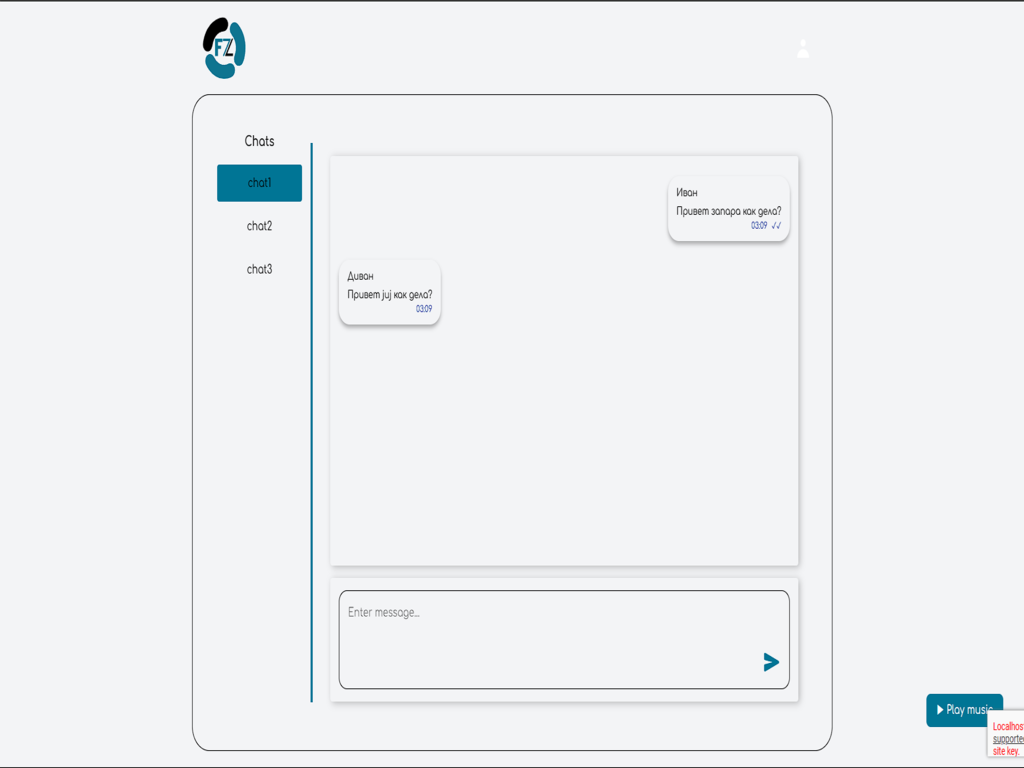 FZ
Chats
chat1
chat2
chat3
Иван
Привет запара как дела?
03:09 ✓✓
Диван
Привет јиј как дела?
03:09
Enter message...
Play music
Localhos
supporte
site key.